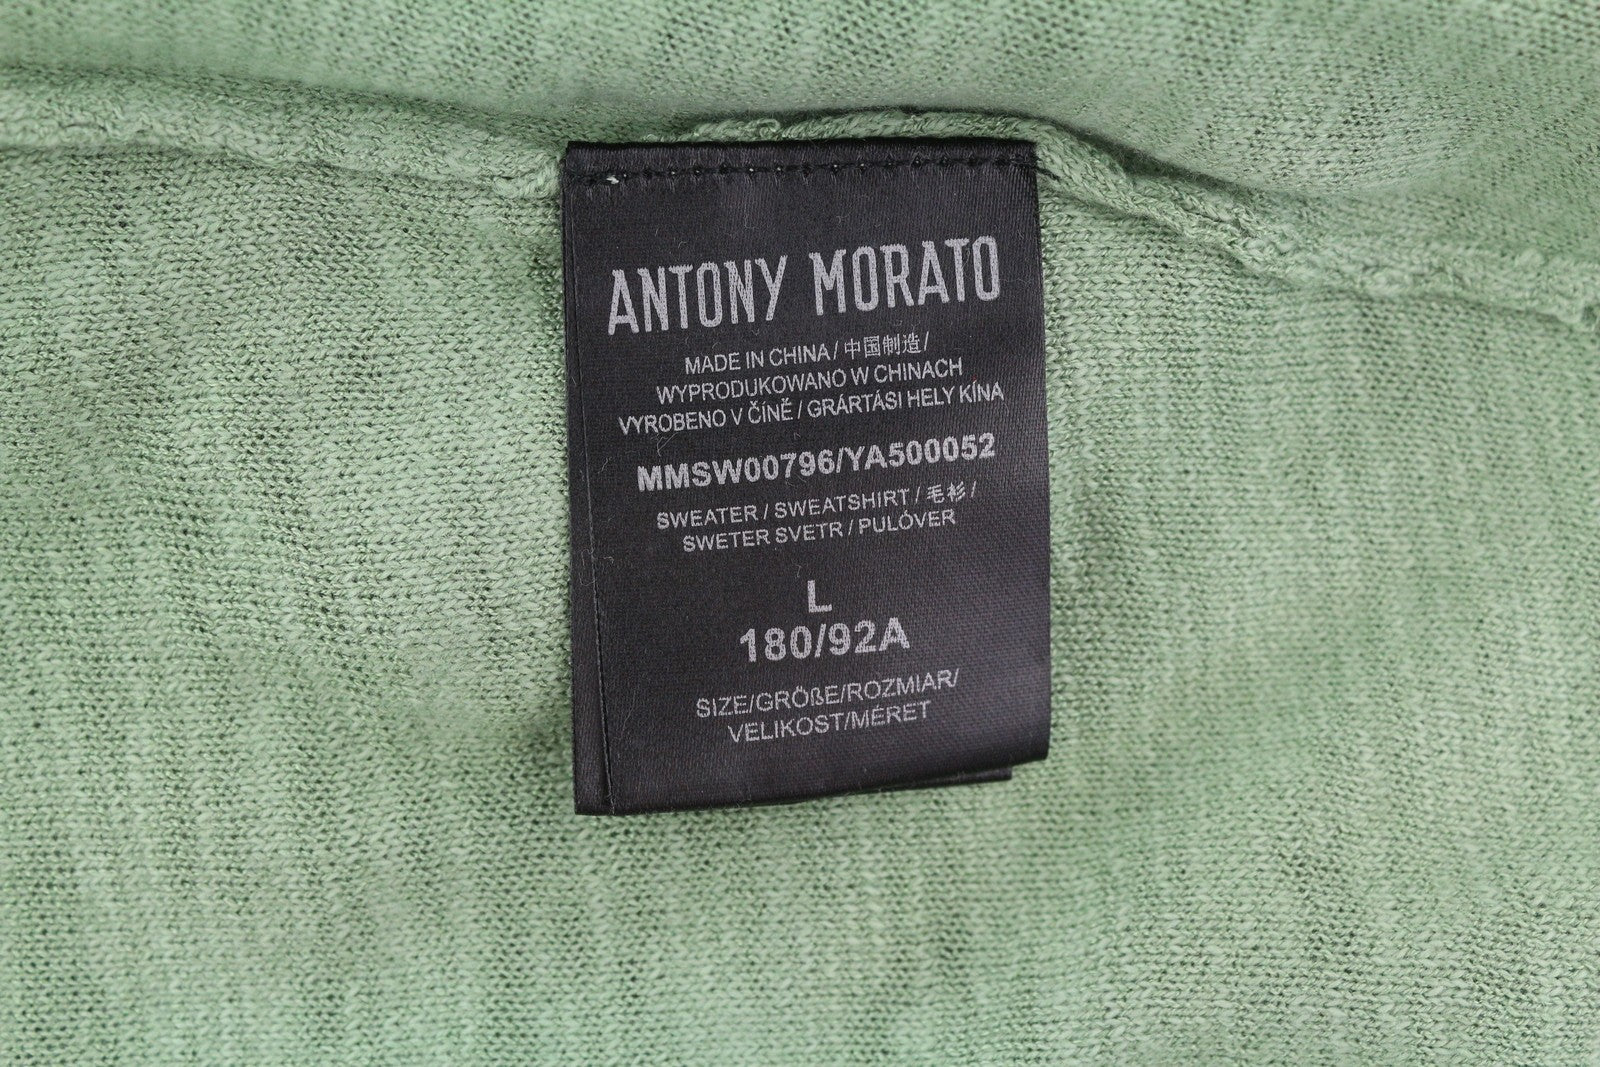 ANTONY MORATO
MADE IN CHINA / 中国制造 /
WYPRODUKOWANO W CHINACH
VYROBENO V ČÍNĚ / GRÁRTÁSI HELY KÍNA
MMSW00796/YA500052
SWEATER / SWEATSHIRT / 毛衫 /
SWETER SVETR / PULÓVER
L
180/92A
SIZE/GRÖßE/ROZMIAR/
VELIKOST/MÉRET